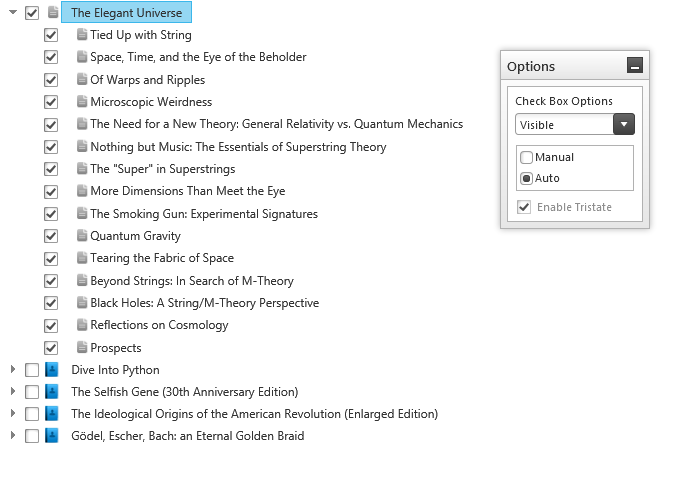 The Elegant Universe
Tied Up with String
Space, Time, and the Eye of the Beholder
Of Warps and Ripples
Microscopic Weirdness
The Need for a New Theory: General Relativity vs. Quantum Mechanics
Nothing but Music: The Essentials of Superstring Theory
The "Super" in Superstrings
More Dimensions Than Meet the Eye
The Smoking Gun: Experimental Signatures
Quantum Gravity
Tearing the Fabric of Space
Beyond Strings: In Search of M-Theory
Black Holes: A String/M-Theory Perspective
Reflections on Cosmology
Prospects
Dive Into Python
The Selfish Gene (30th Anniversary Edition)
The Ideological Origins of the American Revolution (Enlarged Edition)
Gödel, Escher, Bach: an Eternal Golden Braid
Options
Check Box Options
Visible
Manual
Auto
Enable Tristate